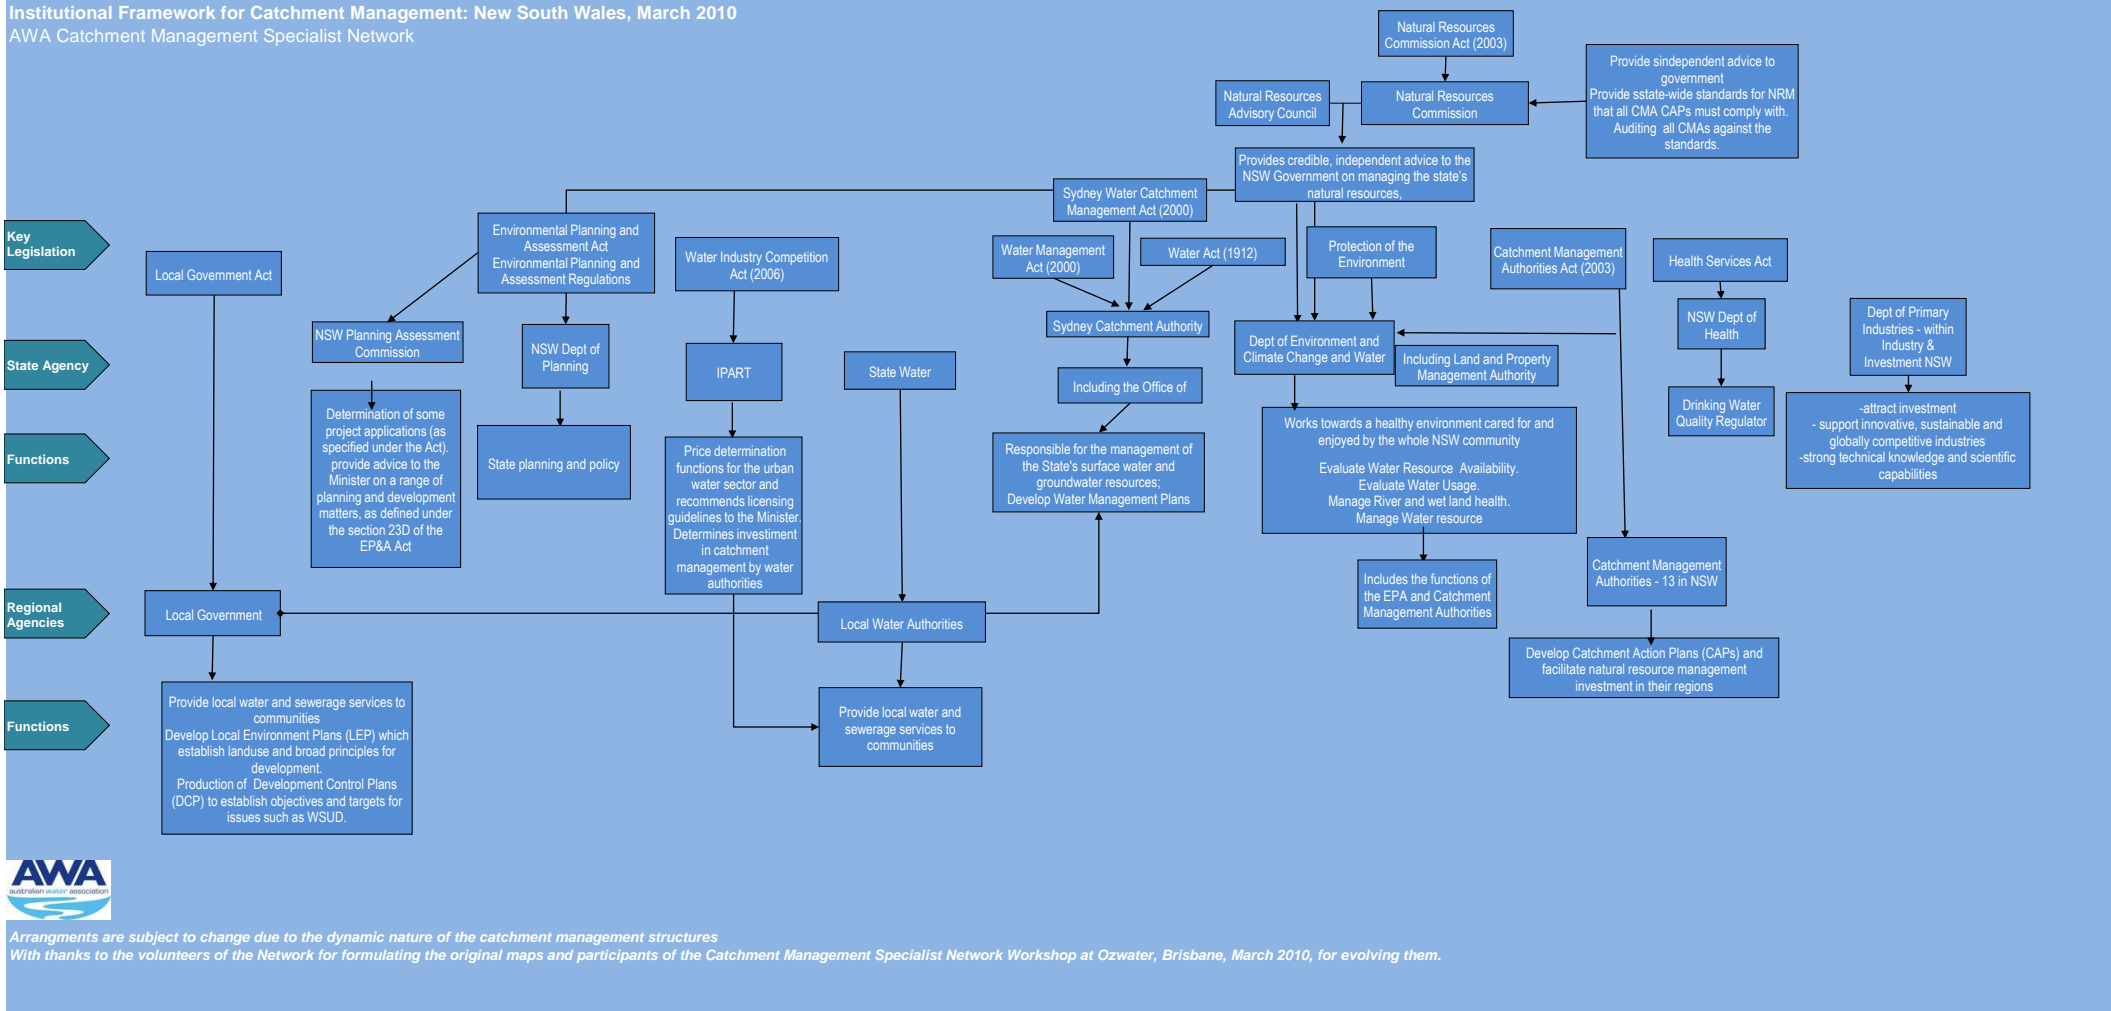 Institutional Framework for Catchment Management: New South Wales, March 2010
AWA Catchment Management Specialist Network
Natural Resources
Commission Act (2003)
Natural Resources
Advisory Council
Natural Resources
Commission
Provide sindependent advice to
government
Provide sstate-wide standards for NRM
that all CMA CAPs must comply with.
Auditing all CMAs against the
standards.
Provides credible, independent advice to the
NSW Government on managing the state's
natural resources,
Sydney Water Catchment
Management Act (2000)
Key
Legislation
Local Government Act
Environmental Planning and
Assessment Act
Environmental Planning and
Assessment Regulations
Water Industry Competition
Act (2006)
Water Management
Act (2000)
Water Act (1912)
Protection of the
Environment
Catchment Management
Authorities Act (2003)
Health Services Act
State Agency
NSW Planning Assessment
Commission
NSW Dept of
Planning
IPART
State Water
Sydney Catchment Authority
Including the Office of
Dept of Environment and
Climate Change and Water
Including Land and Property
Management Authority
NSW Dept of
Health
Drinking Water
Quality Regulator
Dept of Primary
Industries - within
Industry &
Investment NSW
Functions
Determination of some
project applications (as
specified under the Act).
provide advice to the
Minister on a range of
planning and development
matters, as defined under
the section 23D of the
EP&A Act
State planning and policy
Price determination
functions for the urban
water sector and
recommends licensing
guidelines to the Minister.
Determines investiment
in catchment
management by water
authorities
Responsible for the management of
the State's surface water and
groundwater resources;
Develop Water Management Plans
Works towards a healthy environment cared for and
enjoyed by the whole NSW community
Evaluate Water Resource Availability.
Evaluate Water Usage.
Manage River and wet land health.
Manage Water resource
-attract investment
- support innovative, sustainable and
globally competitive industries
-strong technical knowledge and scientific
capabilities
Regional
Agencies
Local Government
Local Water Authorities
Includes the functions of
the EPA and Catchment
Management Authorities
Catchment Management
Authorities - 13 in NSW
Functions
Provide local water and sewerage services to
communities
Develop Local Environment Plans (LEP) which
establish landuse and broad principles for
development.
Production of Development Control Plans
(DCP) to establish objectives and targets for
issues such as WSUD.
Provide local water and
sewerage services to
communities
Develop Catchment Action Plans (CAPs) and
facilitate natural resource management
investment in their regions
AWA
australian water association
Arrangments are subject to change due to the dynamic nature of the catchment management structures
With thanks to the volunteers of the Network for formulating the original maps and participants of the Catchment Management Specialist Network Workshop at Ozwater, Brisbane, March 2010, for evolving them.